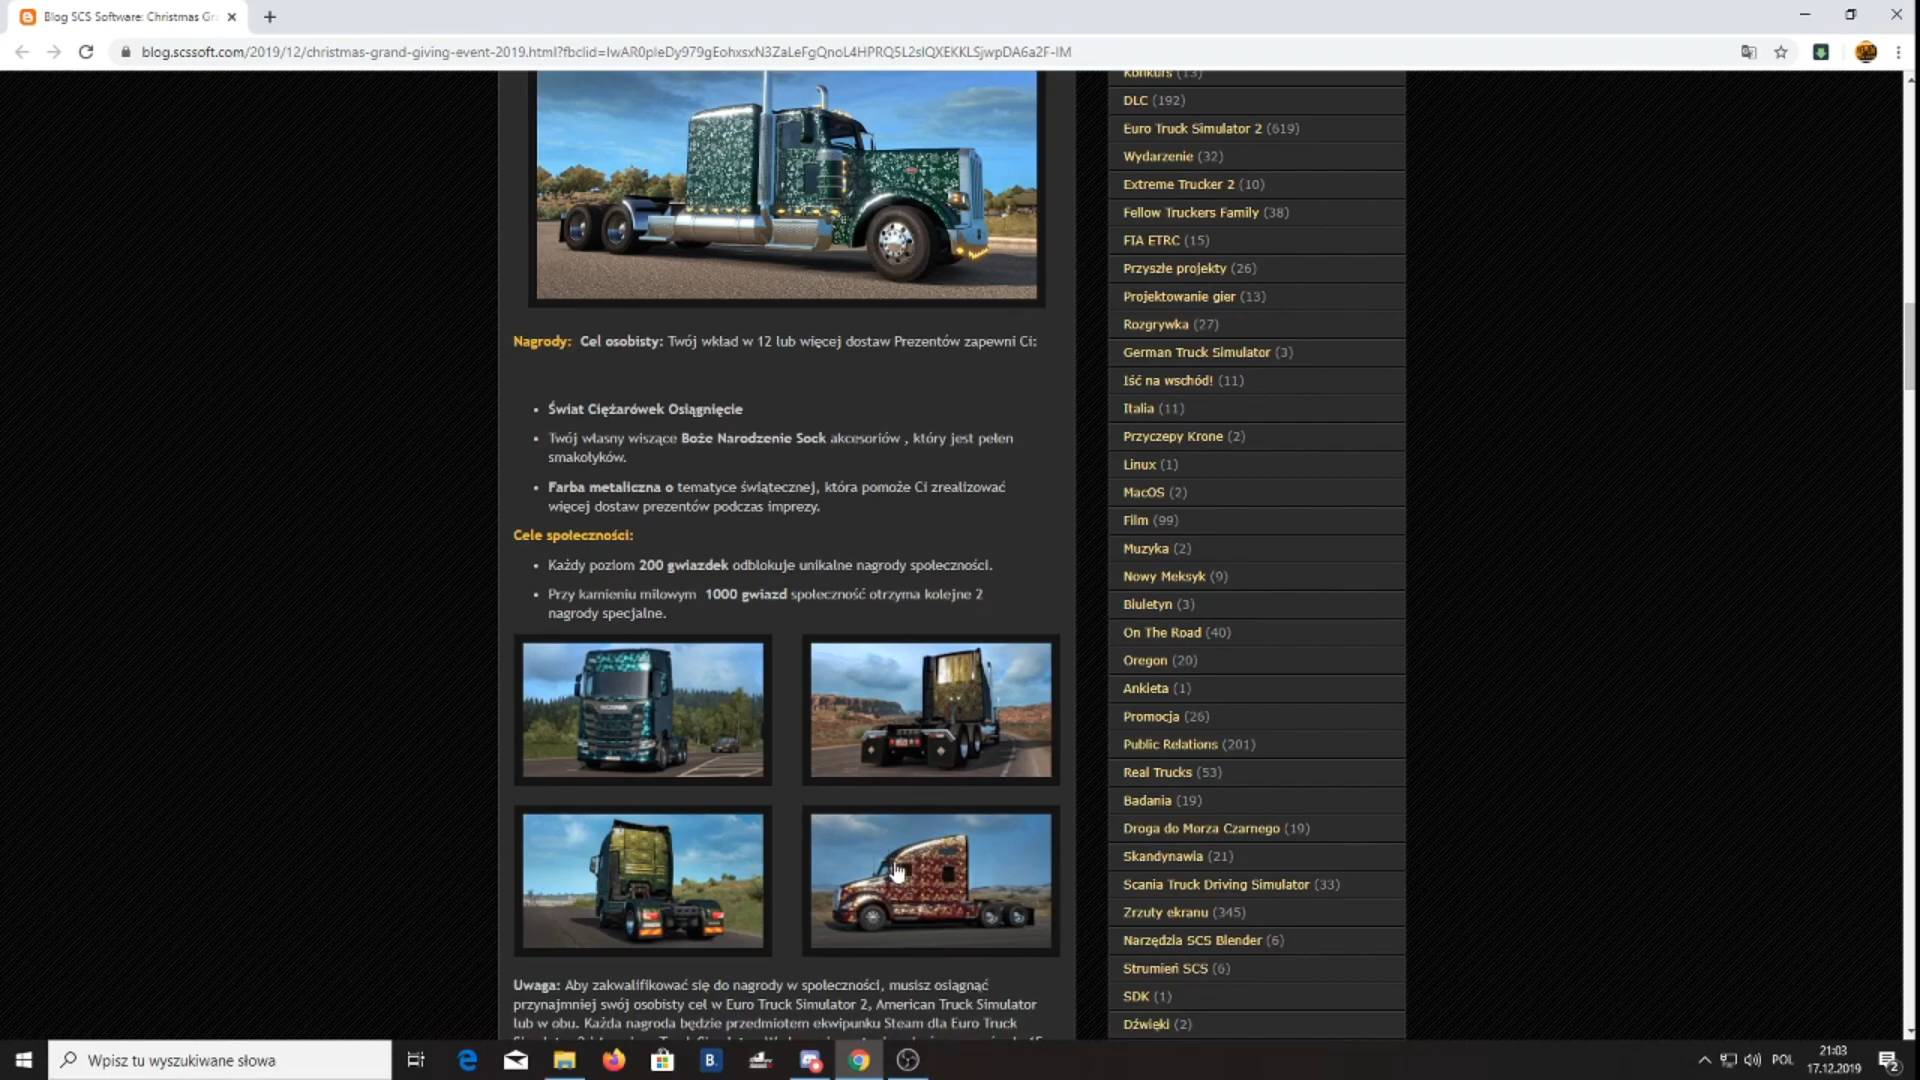 Blog SCS Software: Christmas Gr
blog.scssoft.com/2019/12/christmas-grand-giving-event-2019.html?fbclid=IwAR0pleDy979gEohxsxN3ZaLeFgQnoL4HPRQ5L2slQXEKKLSjwpDA6a2F-IM
Nagrody: Cel osobisty: Twój wkład w 12 lub więcej dostaw Prezentów zapewni Ci:
• Świat Ciężarówek Osiągnięcie
• Twój własny wiszące Boże Narodzenie Sock akcesoriów , który jest pełen
smakołyków.
• Farba metaliczna o tematyce świątecznej, która pomoże Ci zrealizować
więcej dostaw prezentów podczas imprezy.
Cele społeczności:
• Każdy poziom 200 gwiazdek odblokuje unikalne nagrody społeczności.
• Przy kamieniu milowym 1000 gwiazd społeczność otrzyma kolejne 2
nagrody specjalne.
Uwaga: Aby zakwalifikować się do nagrody w społeczności, musisz osiągnąć
przynajmniej swój osobisty cel w Euro Truck Simulator 2, American Truck Simulator
lub w obu. Każda nagroda będzie przedmiotem ekwipunku Steam dla Euro Truck
Konkurs (13)
DLC (192)
Euro Truck Simulator 2 (619)
Wydarzenie (32)
Extreme Trucker 2 (10)
Fellow Truckers Family (38)
FIA ETRC (15)
Przyszłe projekty (26)
Projektowanie gier (13)
Rozgrywka (27)
German Truck Simulator (3)
Iść na wschód! (11)
Italia (11)
Przyczepy Krone (2)
Linux (1)
MacOS (2)
Film (99)
Muzyka (2)
Nowy Meksyk (9)
Biuletyn (3)
On The Road (40)
Oregon (20)
Ankieta (1)
Promocja (26)
Public Relations (201)
Real Trucks (53)
Badania (19)
Droga do Morza Czarnego (19)
Skandynawia (21)
Scania Truck Driving Simulator (33)
Zrzuty ekranu (345)
Narzędzia SCS Blender (6)
Strumień SCS (6)
SDK (1)
Dźwięki (2)
Wpisz tu wyszukiwane słowa
B.
POL
21:03
17.12.2019
2